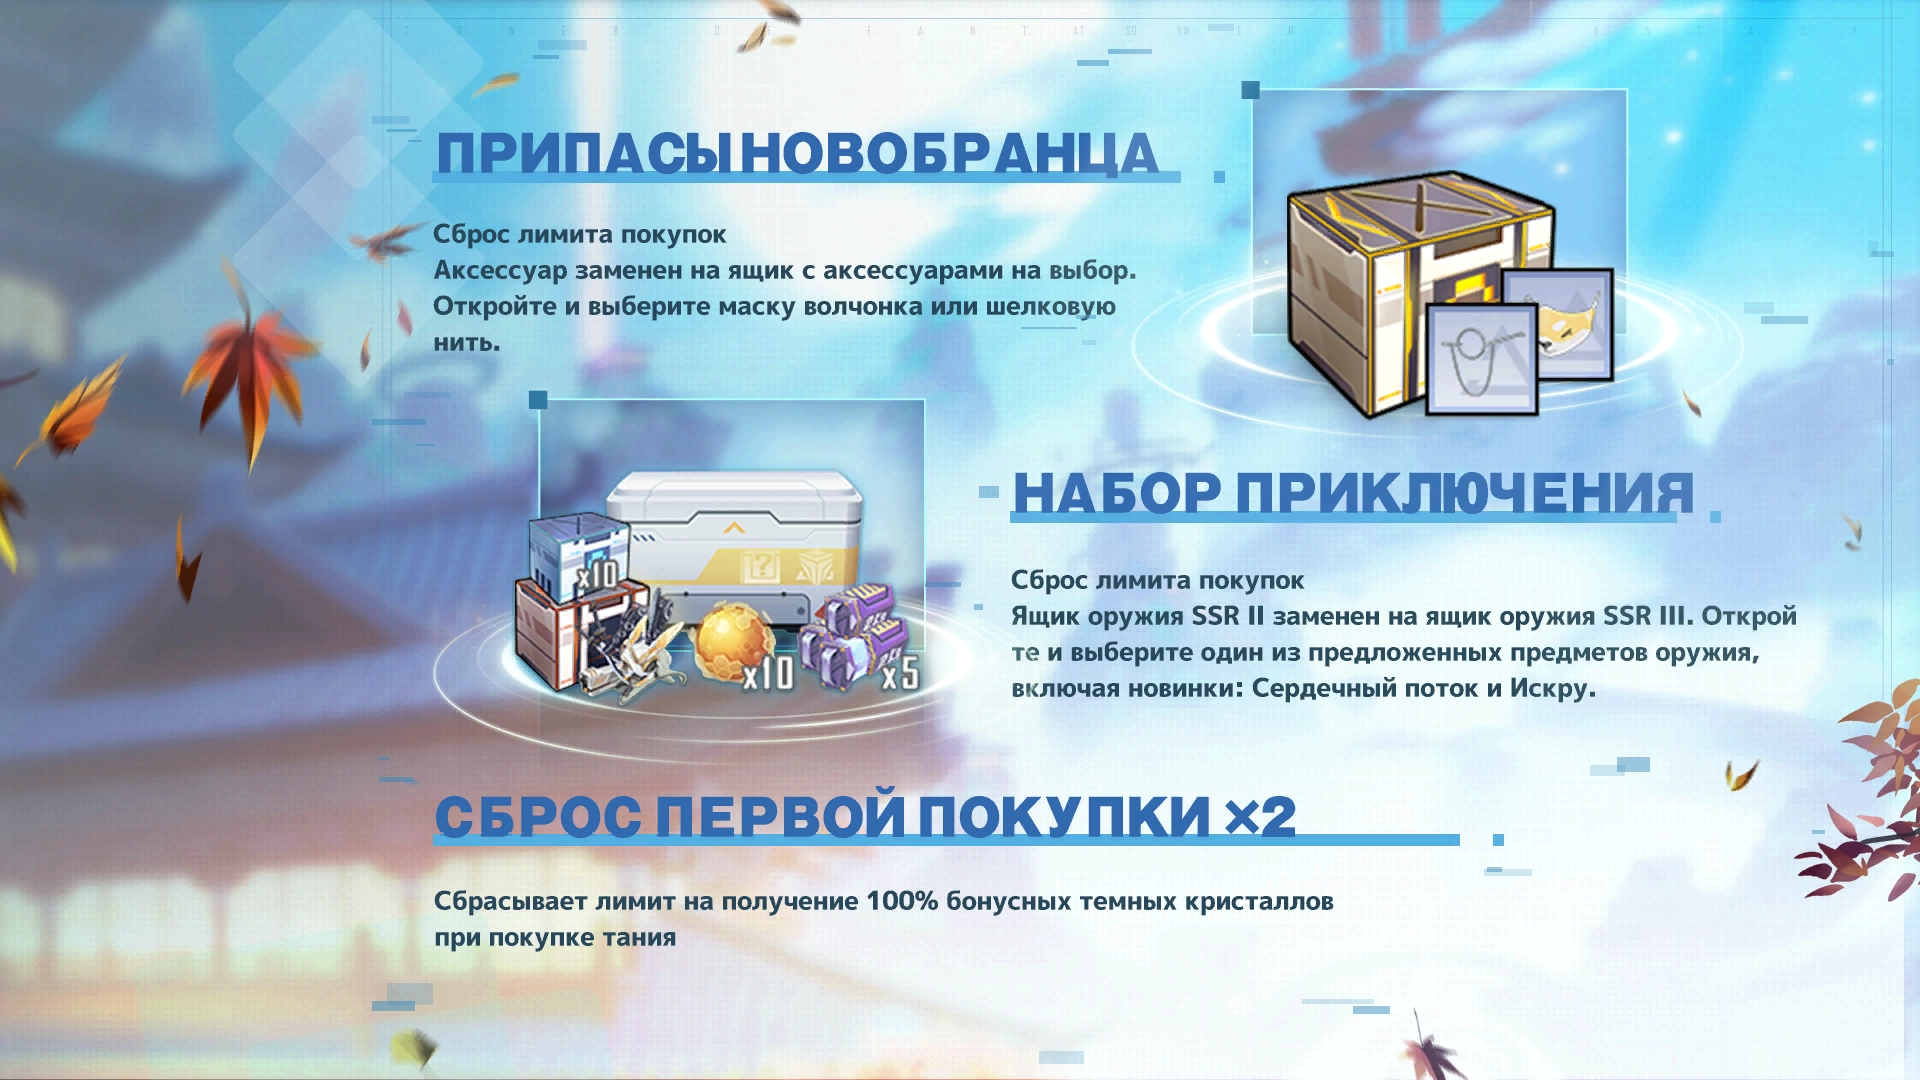 ПРИПАСЫ НОВОБРАНЦА
Сброс лимита покупок
Аксессуар заменен на ящик с аксессуарами на выбор.
Откройте и выберите маску волчонка или шелковую
нить.
x10
x10
x5
НАБОР ПРИКЛЮЧЕНИЯ
Сброс лимита покупок
Ящик оружия SSR II заменен на ящик оружия SSR III. Открой
те и выберите один из предложенных предметов оружия,
включая новинки: Сердечный поток и Искру.
СБРОС ПЕРВОЙ ПОКУПКИ ×2
Сбрасывает лимит на получение 100% бонусных темных кристаллов
при покупке тания